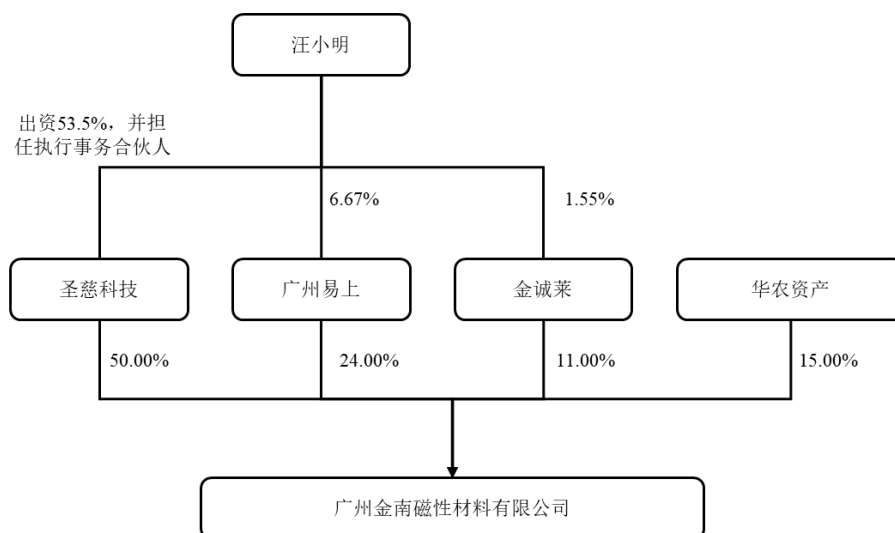 汪小明
出资53.5%，并担
任执行事务合伙人
6.67%
1.55%
圣慈科技
广州易上
金诚莱
华农资产
50.00%
24.00%
11.00%
15.00%
广州金南磁性材料有限公司